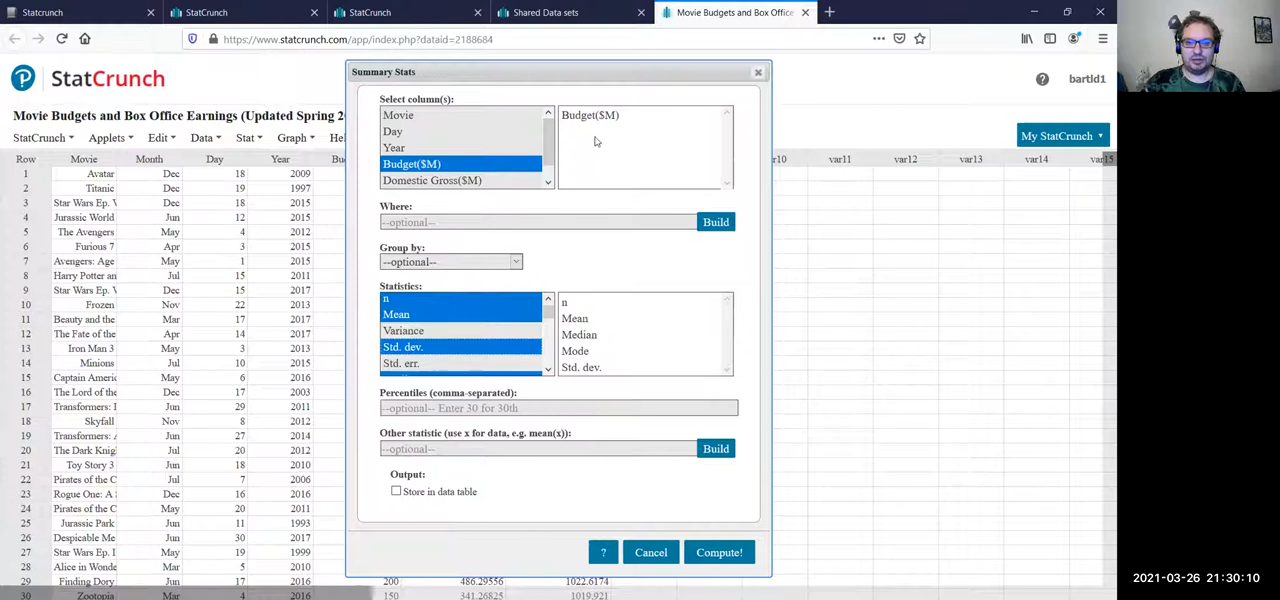 Statcrunch
StatCrunch
StatCrunch
Shared Data sets
Movie Budgets and Box Office
https://www.statcrunch.com/app/index.php?dataid=2188684
StatCrunch
bartld1
Movie Budgets and Box Office Earnings (Updated Spring 2
StatCrunch Applets Edit Data Stat Graph Hel
My StatCrunch
Row Movie Month Day Year Bu var10 var11 var12 var13 var14 var15
1 Avatar Dec 18 2009
2 Titanic Dec 19 1997
3 Star Wars Ep. V Dec 18 2015
4 Jurassic World Jun 12 2015
5 The Avengers May 4 2012
6 Furious 7 Apr 3 2015
7 Avengers: Age May 1 2015
8 Harry Potter an Jul 15 2011
9 Star Wars Ep. Dec 15 2017
10 Frozen Nov 22 2013
11 Beauty and the Mar 17 2017
12 The Fate of the Apr 14 2017
13 Iron Man 3 May 3 2013
14 Minions Jul 10 2015
15 Captain Americ May 6 2016
16 The Lord of the Dec 17 2003
17 Transformers: I Jun 29 2011
18 Skyfall Nov 8 2012
19 Transformers: A Jun 27 2014
20 The Dark Knig Jul 20 2012
21 Toy Story 3 Jun 18 2010
22 Pirates of the C Jul 7 2006
23 Rogue One: A S Dec 16 2016
24 Pirates of the C May 20 2011
25 Jurassic Park Jun 11 1993
26 Despicable Me Jun 30 2017
27 Star Wars Ep. I May 19 1999
28 Alice in Wonde Mar 5 2010
29 Finding Dory Jun 17 2016 200 486.29556 1022.6174
30 Zootopia Mar 4 2016 150 341.26825 1019.921
Summary Stats
Select column(s):
Movie
Day
Year
Budget($M)
Domestic Gross($M)
Budget($M)
Where:
--optional--
Build
Group by:
--optional--
Statistics:
n
Mean
Variance
Std. dev.
Std. err.
n
Mean
Median
Mode
Std. dev.
Percentiles (comma-separated):
--optional-- Enter 30 for 30th
Other statistic (use x for data, e.g. mean(x)):
--optional--
Build
Output:
Store in data table
?
Cancel
Compute!
2021-03-26 21:30:10